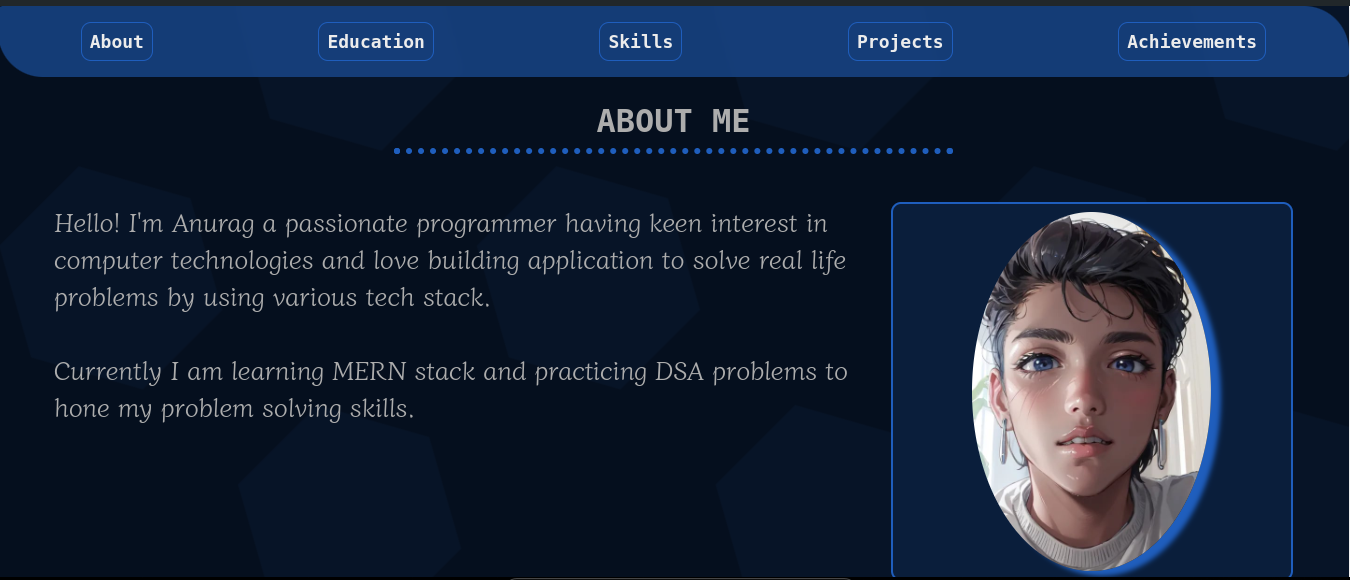 About Education Skills Projects Achievements
ABOUT ME
Hello! I'm Anurag a passionate programmer having keen interest in
computer technologies and love building application to solve real life
problems by using various tech stack.
Currently I am learning MERN stack and practicing DSA problems to
hone my problem solving skills.